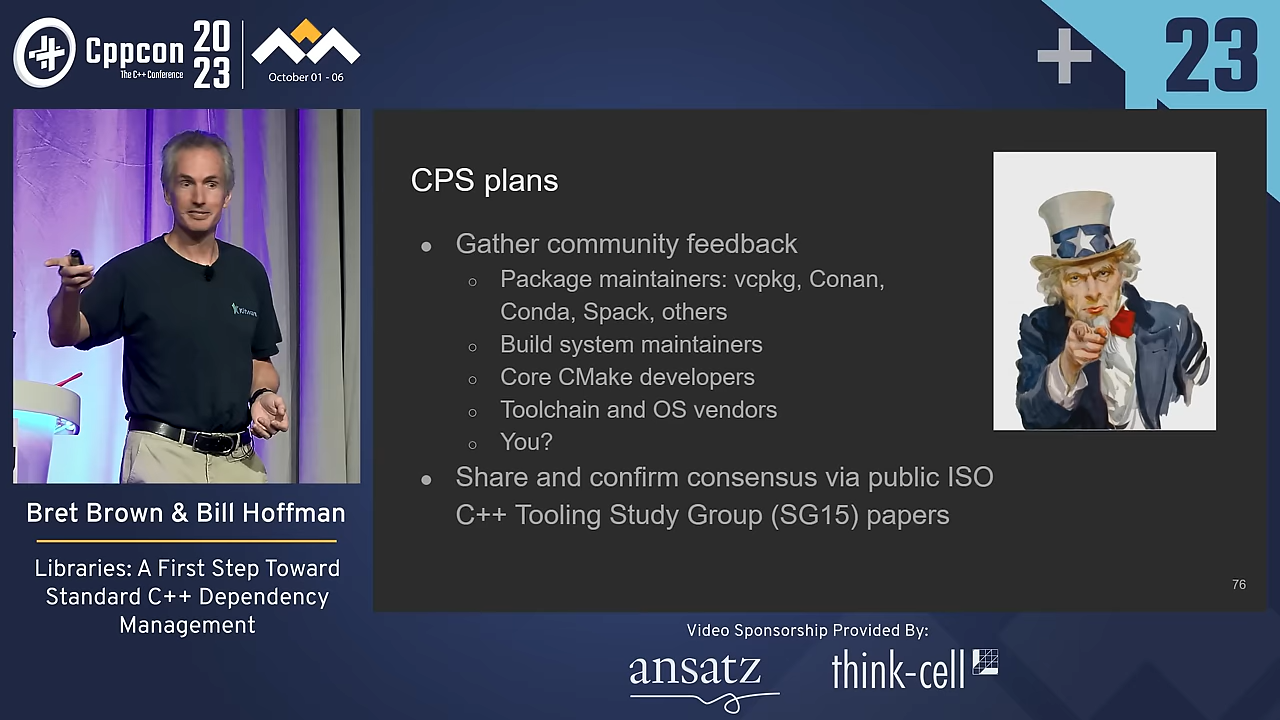 Cppcon
The C++ Conference
20
23
October 01 - 06
23
Kitware
CPS plans
● Gather community feedback
○ Package maintainers: vcpkg, Conan,
Conda, Spack, others
○ Build system maintainers
○ Core CMake developers
○ Toolchain and OS vendors
○ You?
● Share and confirm consensus via public ISO
C++ Tooling Study Group (SG15) papers
76
Bret Brown & Bill Hoffman
Libraries: A First Step Toward
Standard C++ Dependency
Management
Video Sponsorship Provided By:
ansatz
think-cell